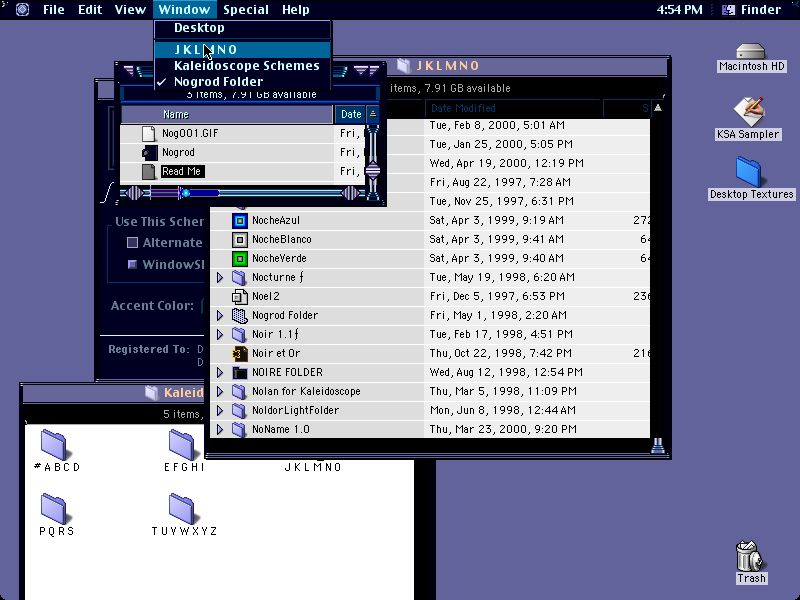 File Edit View Window Special Help 4:54 PM Finder
Desktop
J K L M N O
Kaleidoscope Schemes
✓ Nogrod Folder
3 items, 7.91 GB available
Name Date
Nog001.GIF Fri,
Nogrod Fri,
Read Me Fri,
J K L M N O
items, 7.91 GB available
Date Modified S
Tue, Feb 8, 2000, 5:01 AM
Tue, Jan 25, 2000, 5:05 PM
Wed, Apr 19, 2000, 12:19 PM
Fri, Aug 22, 1997, 7:28 AM
Tue, Nov 25, 1997, 6:31 PM
NocheAzul Sat, Apr 3, 1999, 9:19 AM 272
NocheBlanco Sat, Apr 3, 1999, 9:41 AM 64
NocheVerde Sat, Apr 3, 1999, 9:40 AM 64
Nocturne ƒ Tue, May 19, 1998, 6:20 AM
Noel2 Fri, Dec 5, 1997, 6:53 PM 236
Nogrod Folder Fri, May 1, 1998, 2:20 AM
Noir 1.1ƒ Tue, Feb 17, 1998, 4:51 PM
Noir et Or Thu, Oct 22, 1998, 7:42 PM 216
NOIRE FOLDER Wed, Aug 12, 1998, 12:54 PM
Nolan for Kaleidoscope Thu, Mar 5, 1998, 11:09 PM
NoldorLightFolder Mon, Jun 8, 1998, 12:44 AM
NoName 1.0 Thu, Mar 23, 2000, 9:20 PM
Use This Scher
Alternate
WindowSh
Accent Color:
Registered To: D
D
Kaleid
5 items,
#ABCD EFGHI JKLMNO
PQRS TUVWXYZ
Macintosh HD
KSA Sampler
Desktop Textures
Trash